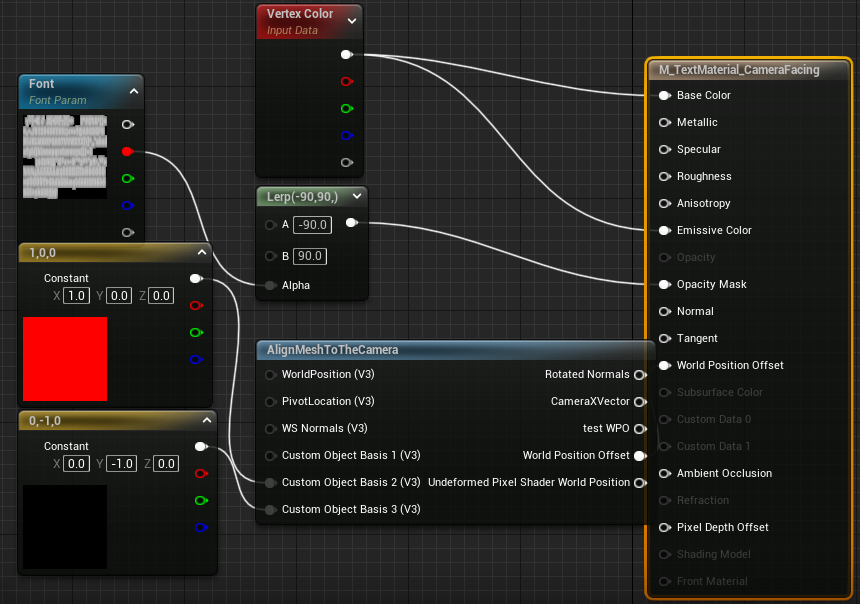 Vertex Color
Input Data
Font
Font Param
M_TextMaterial_CameraFacing
Base Color
Metallic
Specular
Roughness
Anisotropy
Emissive Color
Opacity
Opacity Mask
Normal
Tangent
World Position Offset
Subsurface Color
Custom Data 0
Custom Data 1
Ambient Occlusion
Refraction
Pixel Depth Offset
Shading Model
Front Material
Lerp(-90,90,)
A -90.0
B 90.0
Alpha
1,0,0
Constant
X 1.0 Y 0.0 Z 0.0
0,-1,0
Constant
X 0.0 Y -1.0 Z 0.0
AlignMeshToTheCamera
WorldPosition (V3) Rotated Normals
PivotLocation (V3) CameraXVector
WS Normals (V3) test WPO
Custom Object Basis 1 (V3) World Position Offset
Custom Object Basis 2 (V3) Undeformed Pixel Shader World Position
Custom Object Basis 3 (V3)